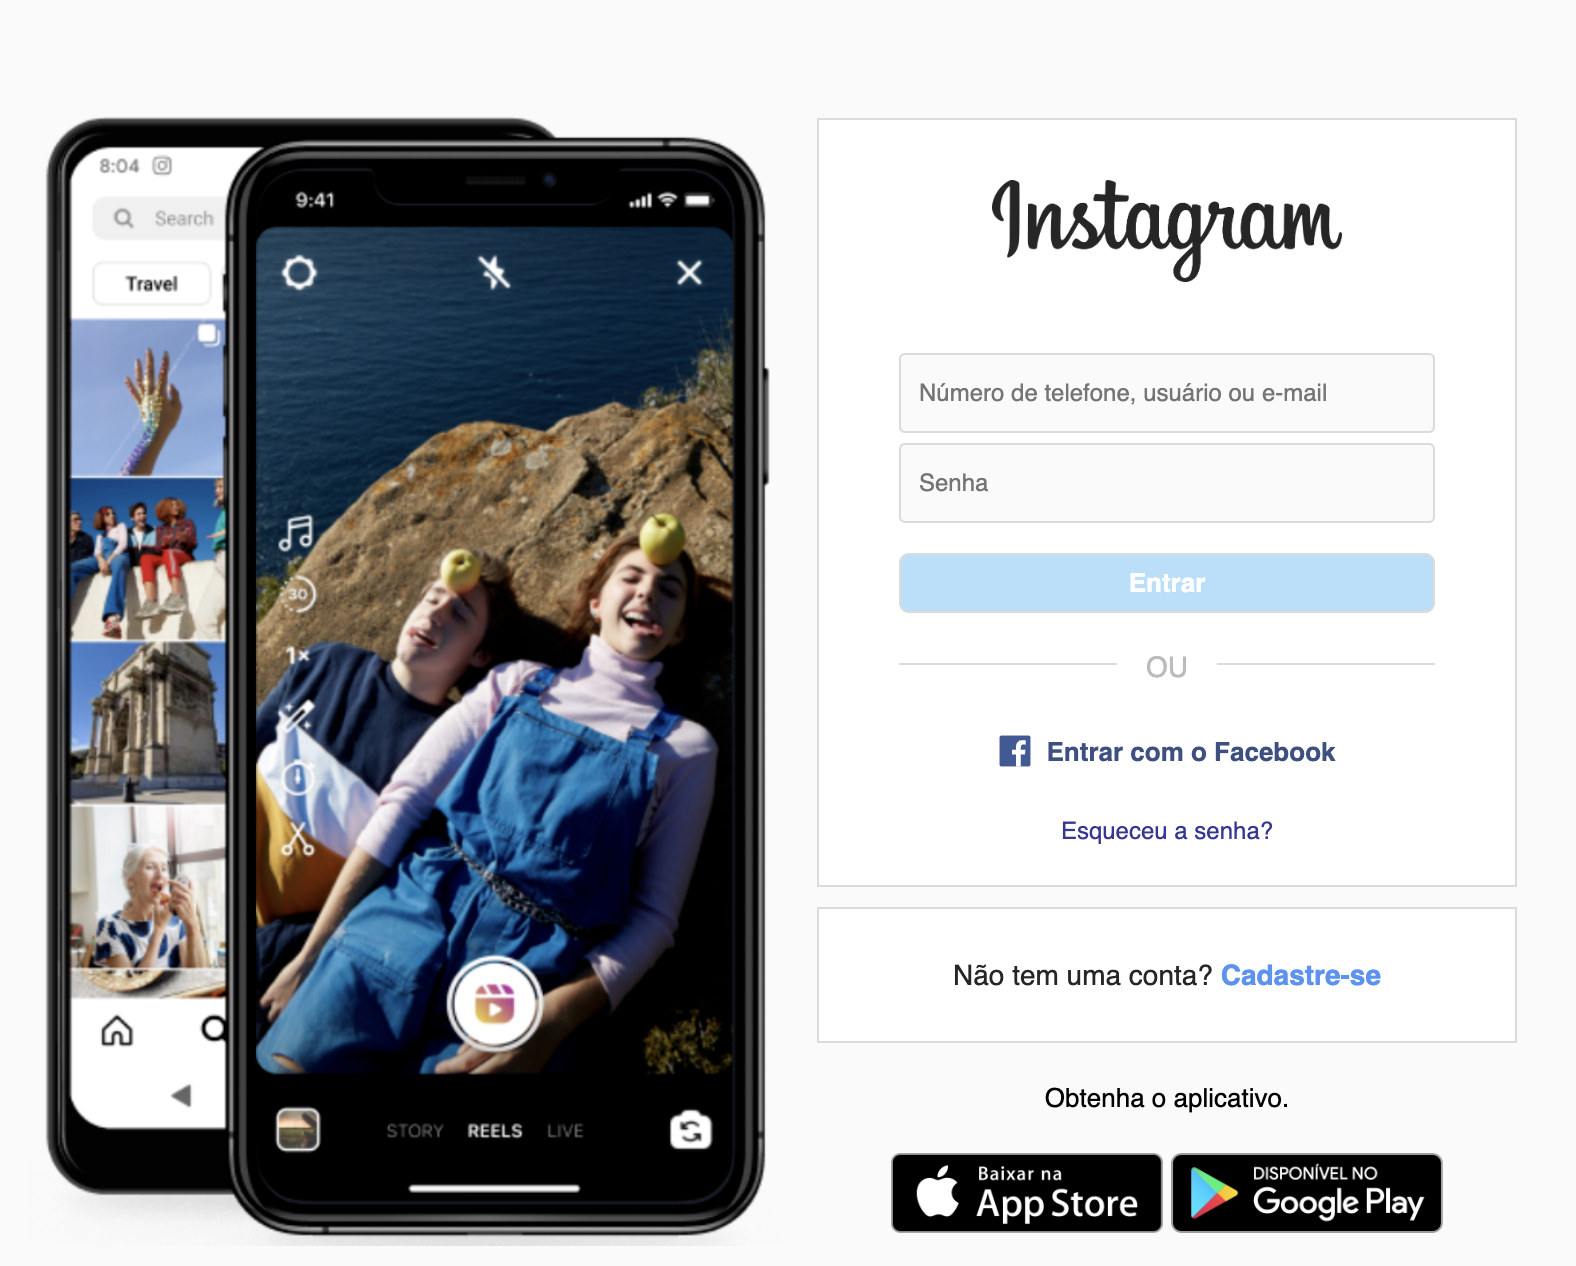 8:04
Search
Travel
9:41
30
1×
STORY REELS LIVE
Instagram
Número de telefone, usuário ou e-mail
Senha
Entrar
OU
Entrar com o Facebook
Esqueceu a senha?
Não tem uma conta? Cadastre-se
Obtenha o aplicativo.
Baixar na
App Store
DISPONÍVEL NO
Google Play